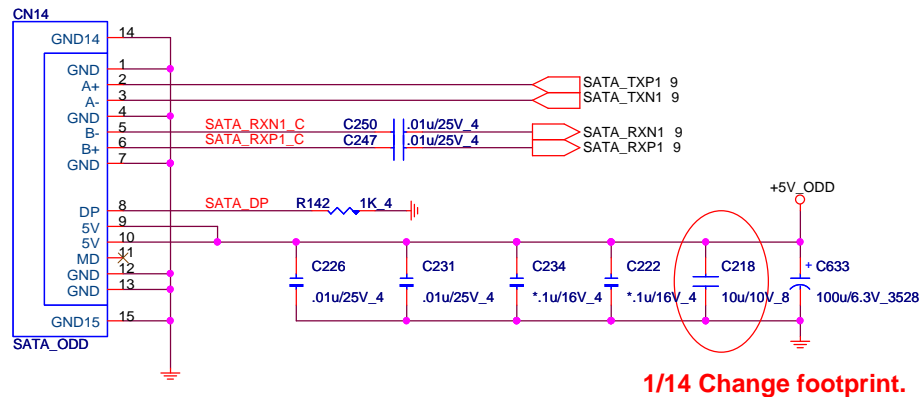 CN14
GND14 14
GND 1
A+ 2 SATA_TXP1 9
A- 3 SATA_TXN1 9
GND 4
B- 5 SATA_RXN1_C C250 .01u/25V_4 SATA_RXN1 9
B+ 6 SATA_RXP1_C C247 .01u/25V_4 SATA_RXP1 9
GND 7
+5V_ODD
DP 8 SATA_DP R142 1K_4
5V 9
5V 10
MD 11
GND 12
GND 13
C226 C231 C234 C222 C218 + C633
.01u/25V_4 .01u/25V_4 *.1u/16V_4 *.1u/16V_4 10u/10V_8 100u/6.3V_3528
GND15 15
SATA_ODD
1/14 Change footprint.